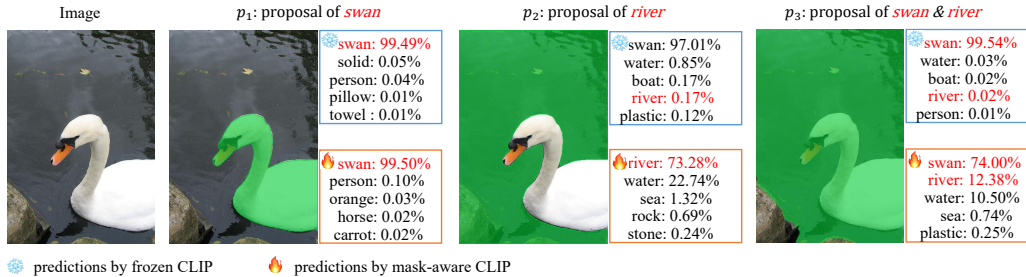 Image
p₁: proposal of swan
p₂: proposal of river
p₃: proposal of swan & river
swan: 99.49%
solid: 0.05%
person: 0.04%
pillow: 0.01%
towel : 0.01%
swan: 99.50%
person: 0.10%
orange: 0.03%
horse: 0.02%
carrot: 0.02%
swan: 97.01%
water: 0.85%
boat: 0.17%
river: 0.17%
plastic: 0.12%
river: 73.28%
water: 22.74%
sea: 1.32%
rock: 0.69%
stone: 0.24%
swan: 99.54%
water: 0.03%
boat: 0.02%
river: 0.02%
person: 0.01%
swan: 74.00%
river: 12.38%
water: 10.50%
sea: 0.74%
plastic: 0.25%
predictions by frozen CLIP
predictions by mask-aware CLIP